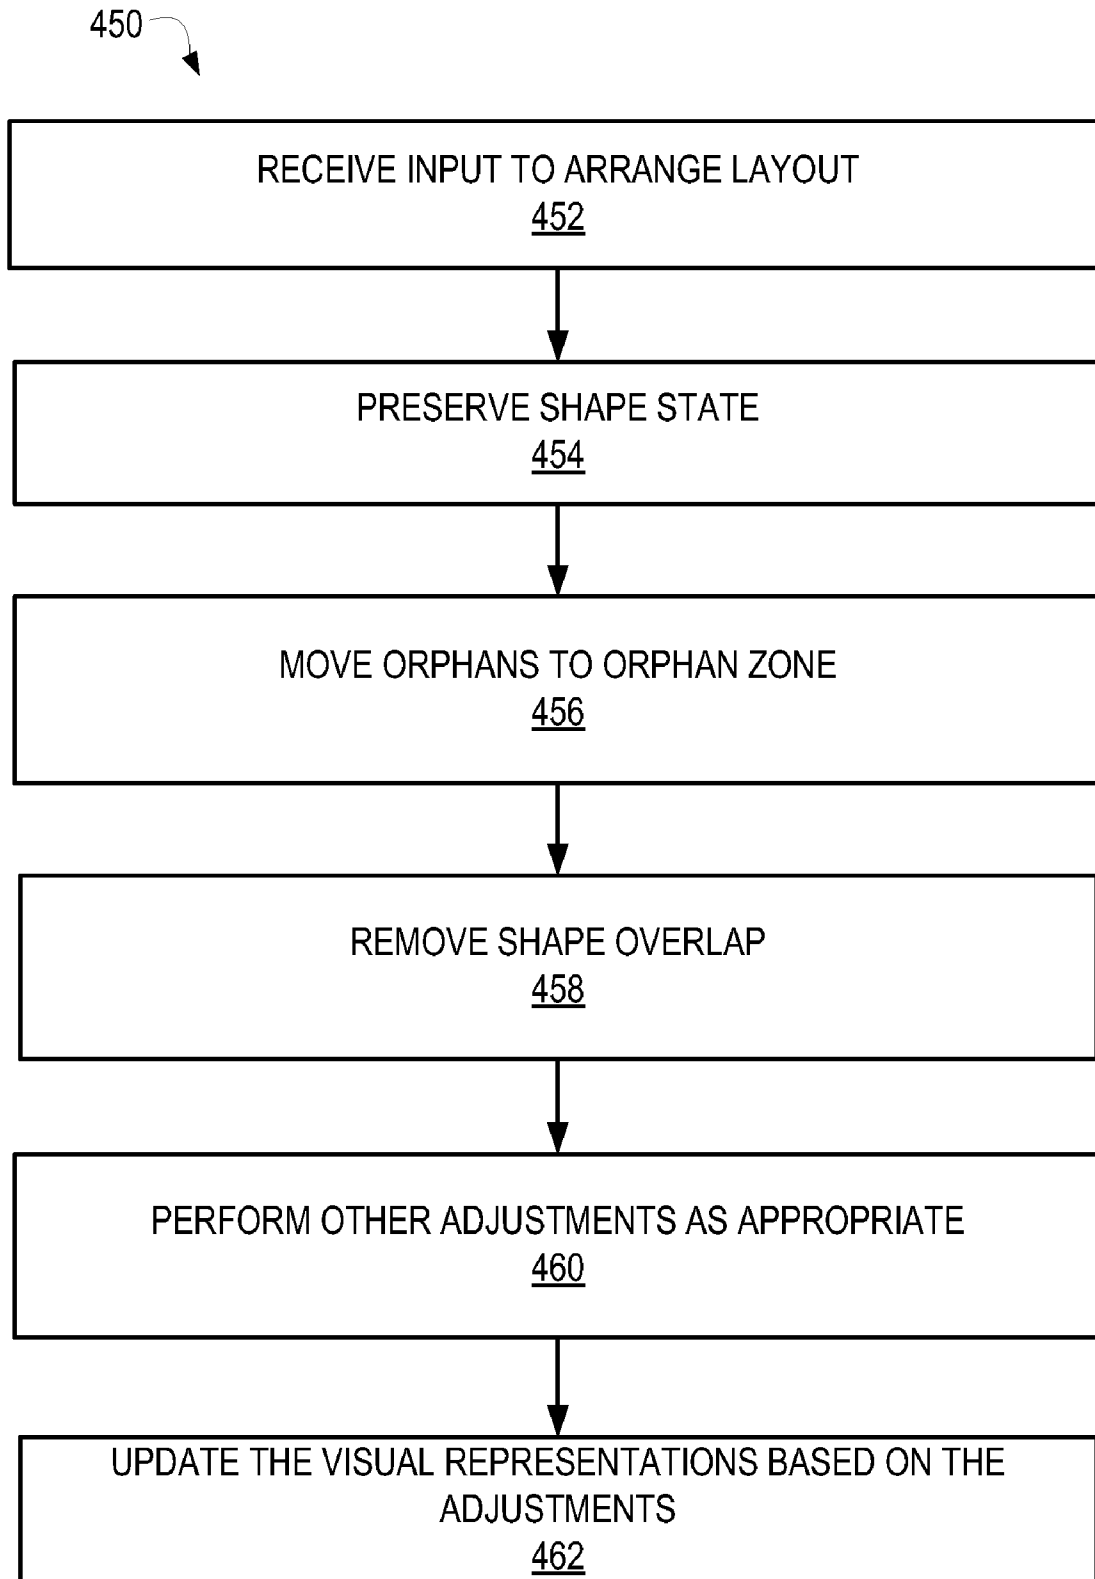 450
RECEIVE INPUT TO ARRANGE LAYOUT
452
PRESERVE SHAPE STATE
454
MOVE ORPHANS TO ORPHAN ZONE
456
REMOVE SHAPE OVERLAP
458
PERFORM OTHER ADJUSTMENTS AS APPROPRIATE
460
UPDATE THE VISUAL REPRESENTATIONS BASED ON THE
ADJUSTMENTS
462